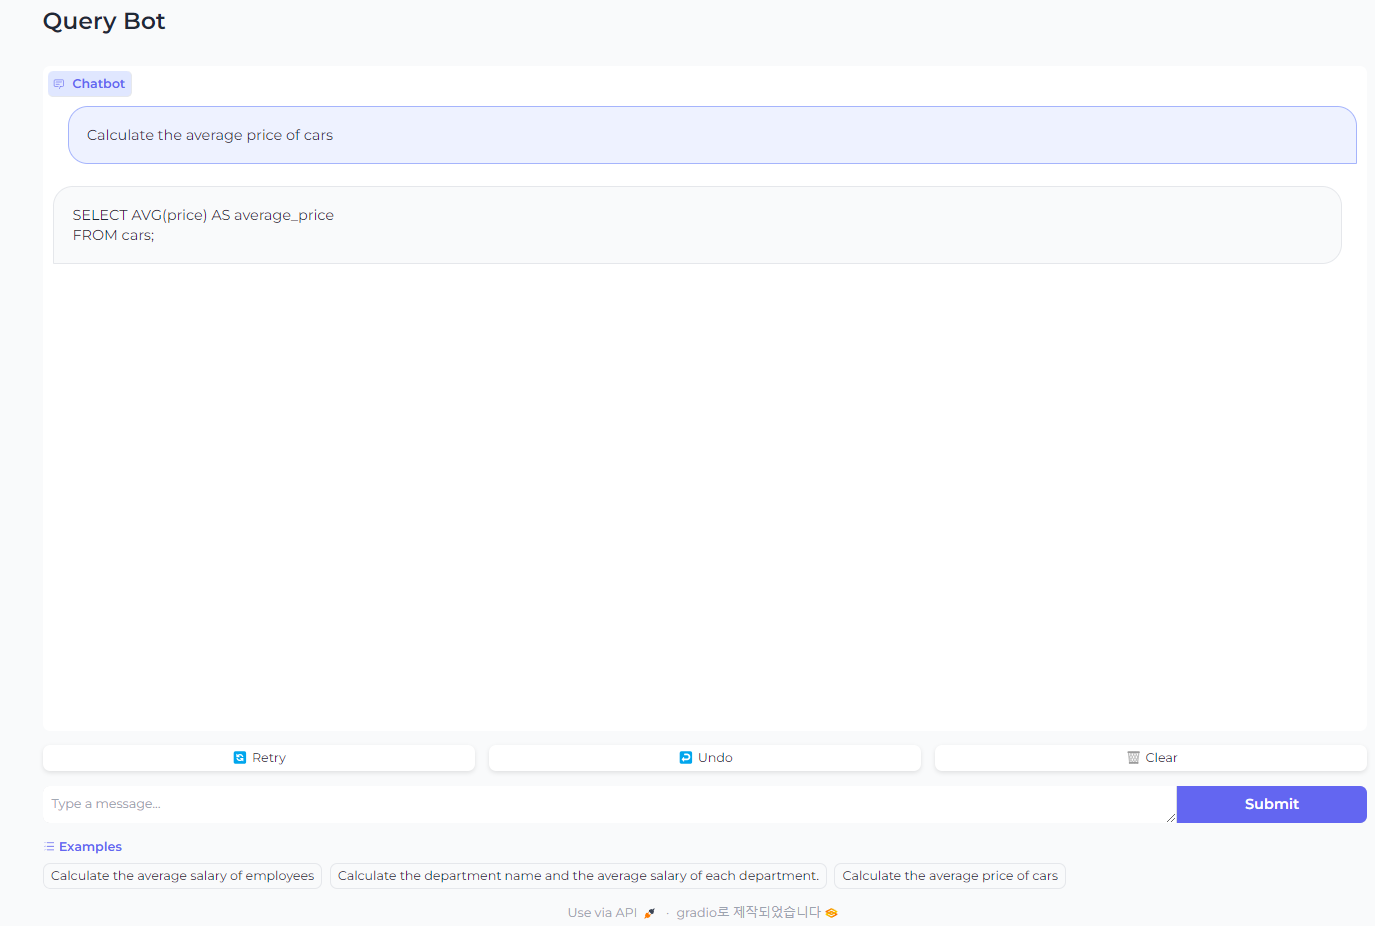 Query Bot
Chatbot
Calculate the average price of cars
SELECT AVG(price) AS average_price
FROM cars;
Retry
Undo
Clear
Type a message...
Submit
Examples
Calculate the average salary of employees
Calculate the department name and the average salary of each department.
Calculate the average price of cars
Use via API · gradio로 제작되었습니다